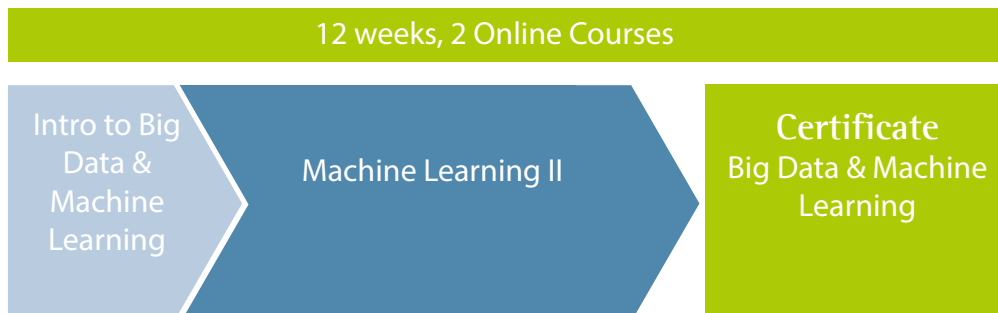 12 weeks, 2 Online Courses
Intro to Big
Data &
Machine
Learning
Machine Learning II
Certificate
Big Data & Machine
Learning